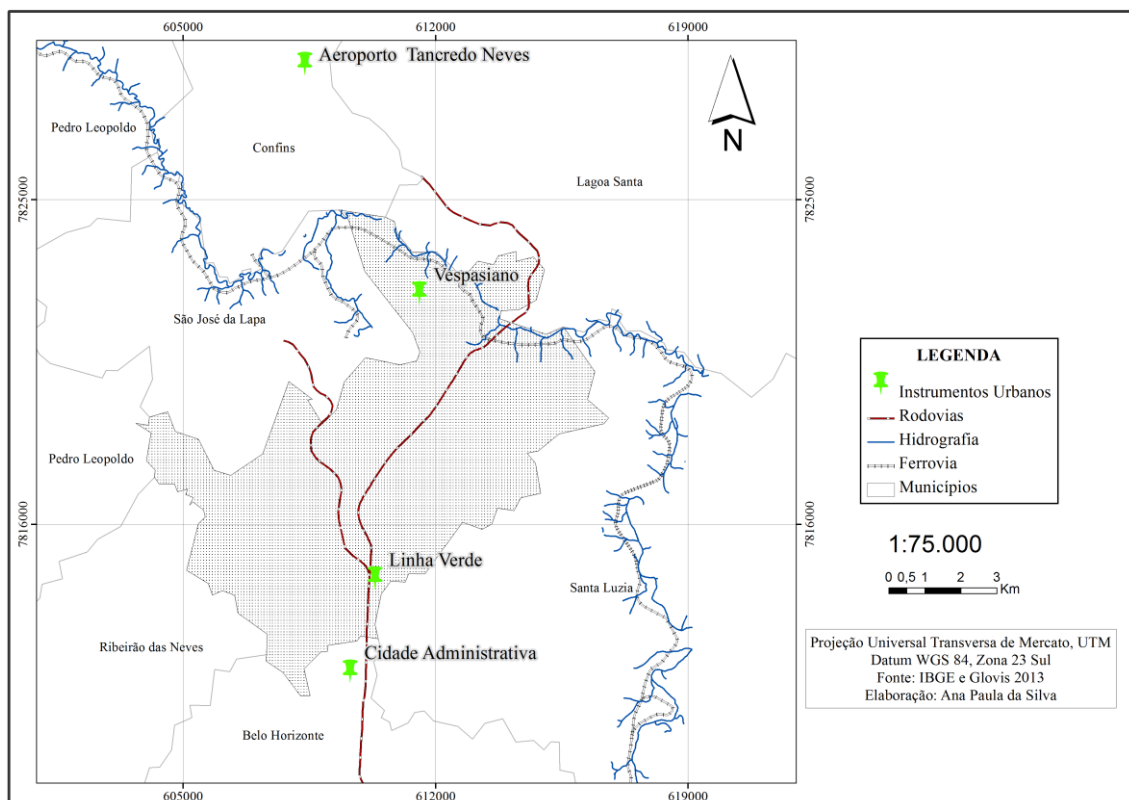 605000
612000
619000
Aeroporto Tancredo Neves
Pedro Leopoldo
Confins
N
Lagoa Santa
7825000
7825000
Vespasiano
São José da Lapa
Pedro Leopoldo
7816000
7816000
Linha Verde
Santa Luzia
Ribeirão das Neves
Cidade Administrativa
Belo Horizonte
605000
612000
619000
LEGENDA
Instrumentos Urbanos
Rodovias
Hidrografia
Ferrovia
Municípios
1:75.000
0 0,5 1 2 3
Km
Projeção Universal Transversa de Mercato, UTM
Datum WGS 84, Zona 23 Sul
Fonte: IBGE e Glovis 2013
Elaboração: Ana Paula da Silva